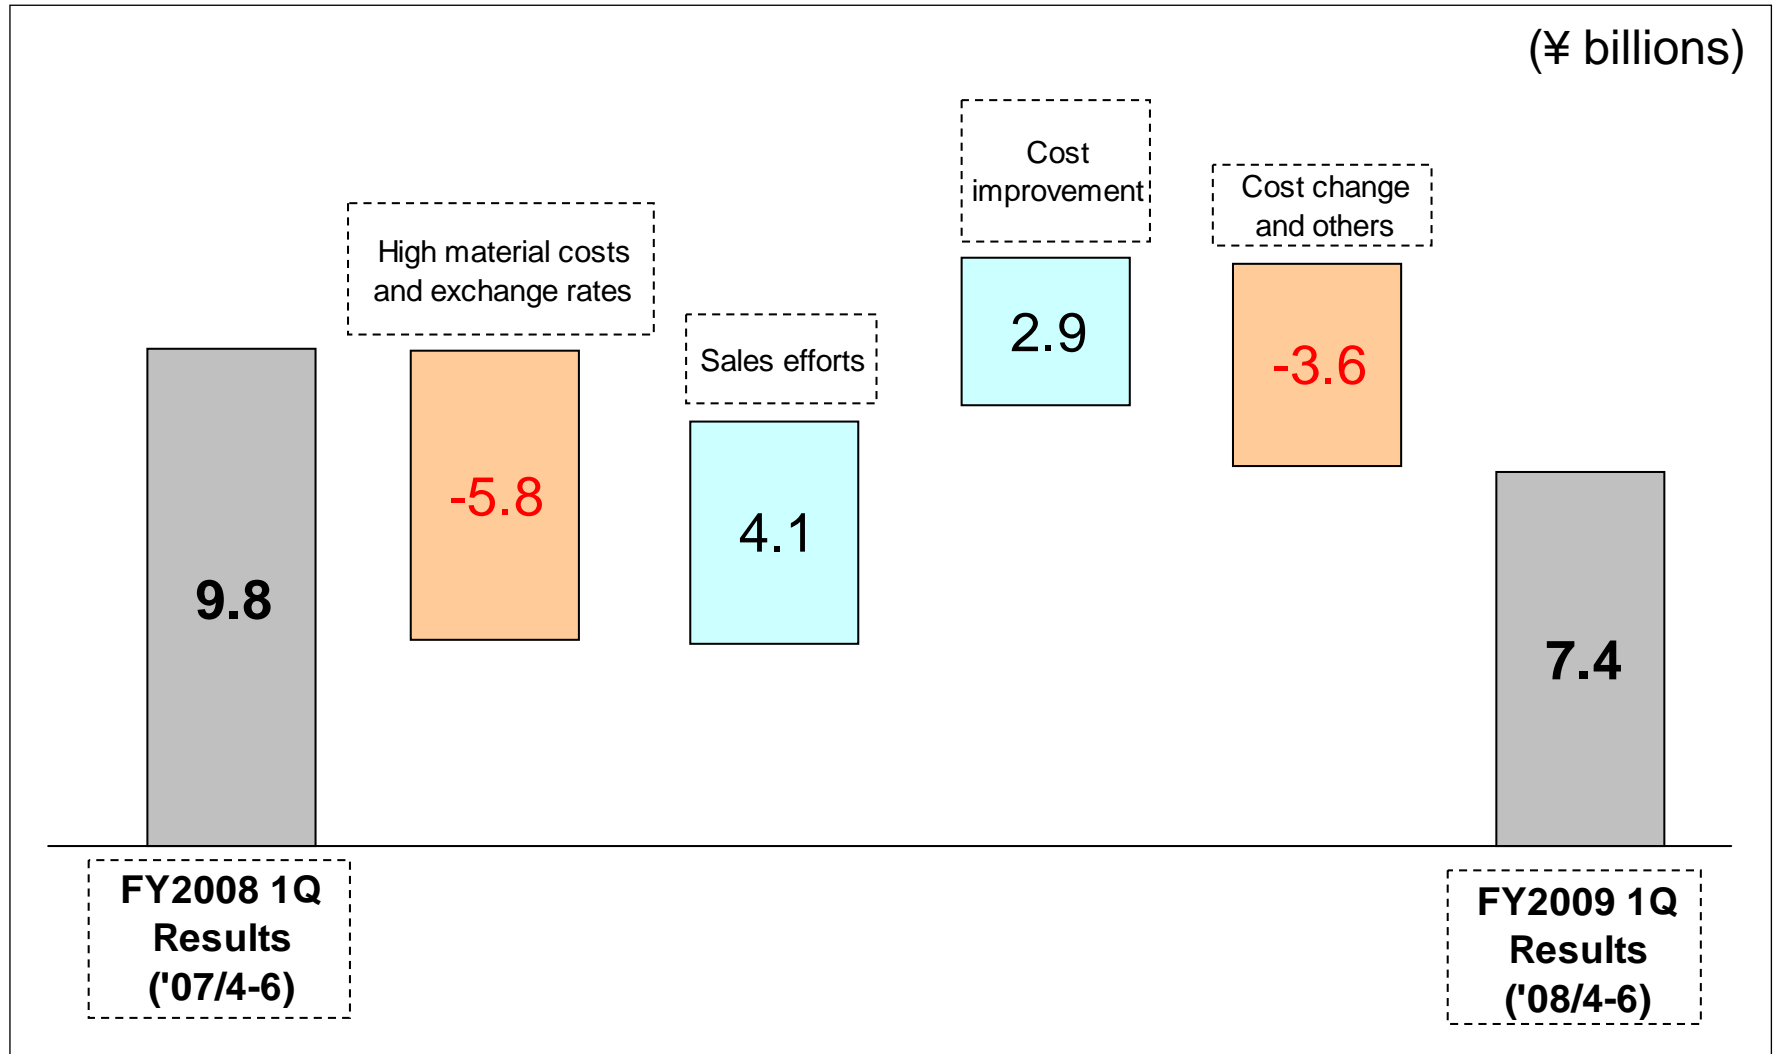 (¥ billions)
Cost
improvement
Cost change
and others
High material costs
and exchange rates
Sales efforts
2.9
-3.6
-5.8
4.1
9.8
7.4
FY2008 1Q
Results
('07/4-6)
FY2009 1Q
Results
('08/4-6)